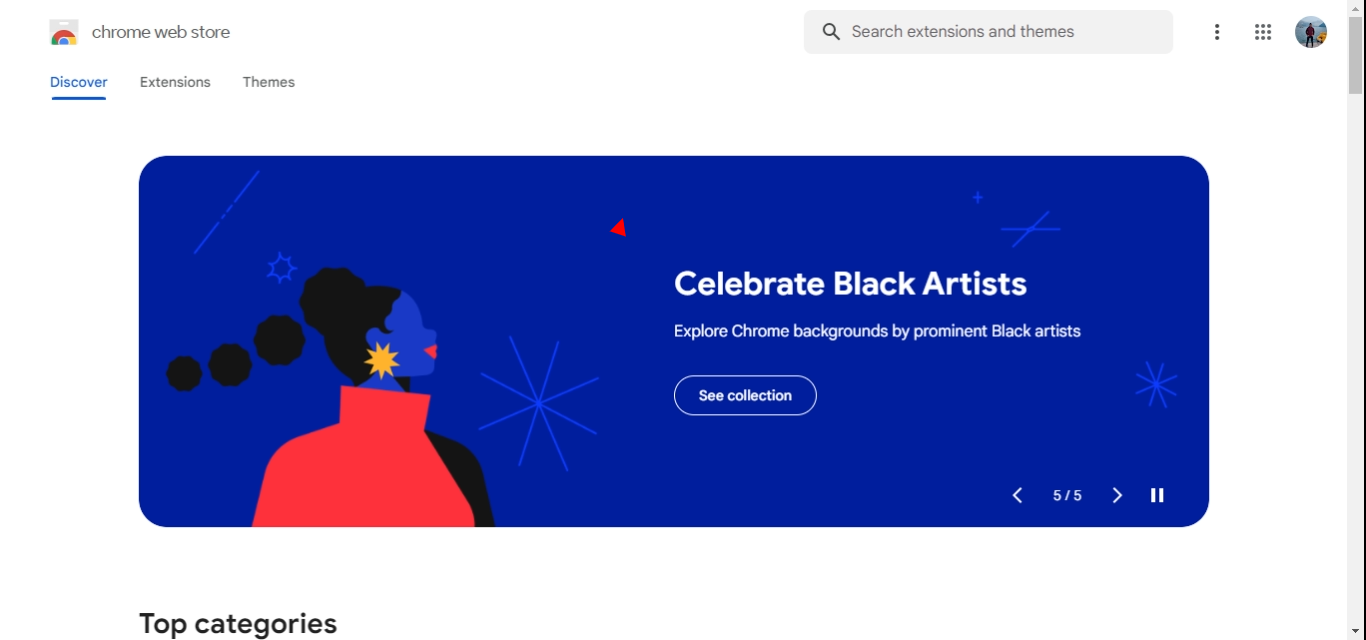 chrome web store
Search extensions and themes
Discover
Extensions
Themes
Celebrate Black Artists
Explore Chrome backgrounds by prominent Black artists
See collection
5 / 5
Top categories